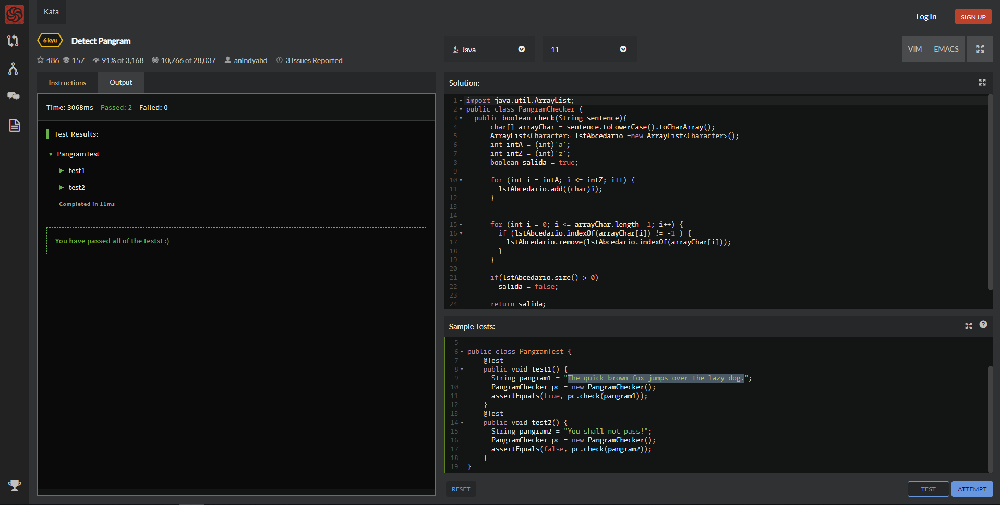 Kata
Log In
SIGN UP
6 kyu
Detect Pangram
486 157 91% of 3,168 10,766 of 28,037 anindyabd 3 Issues Reported
Java
11
VIM
EMACS
Instructions
Output
Time: 3068ms Passed: 2 Failed: 0
Test Results:
PangramTest
test1
test2
Completed in 11ms
You have passed all of the tests! :)
Solution:
1 import java.util.ArrayList;
2 public class PangramChecker {
3   public boolean check(String sentence){
4       char[] arrayChar = sentence.toLowerCase().toCharArray();
5       ArrayList<Character> lstAbcedario =new ArrayList<Character>();
6       int intA = (int)'a';
7       int intZ = (int)'z';
8       boolean salida = true;
9
10       for (int i = intA; i <= intZ; i++) {
11         lstAbcedario.add((char)i);
12       }
13
14
15       for (int i = 0; i <= arrayChar.length -1; i++) {
16         if (lstAbcedario.indexOf(arrayChar[i]) != -1 ) {
17           lstAbcedario.remove(lstAbcedario.indexOf(arrayChar[i]));
18         }
19       }
20
21       if(lstAbcedario.size() > 0)
22         salida = false;
23
24       return salida;
Sample Tests:
5
6 public class PangramTest {
7     @Test
8     public void test1() {
9       String pangram1 = "The quick brown fox jumps over the lazy dog.";
10       PangramChecker pc = new PangramChecker();
11       assertEquals(true, pc.check(pangram1));
12     }
13     @Test
14     public void test2() {
15       String pangram2 = "You shall not pass!";
16       PangramChecker pc = new PangramChecker();
17       assertEquals(false, pc.check(pangram2));
18     }
19 }
RESET
TEST
ATTEMPT